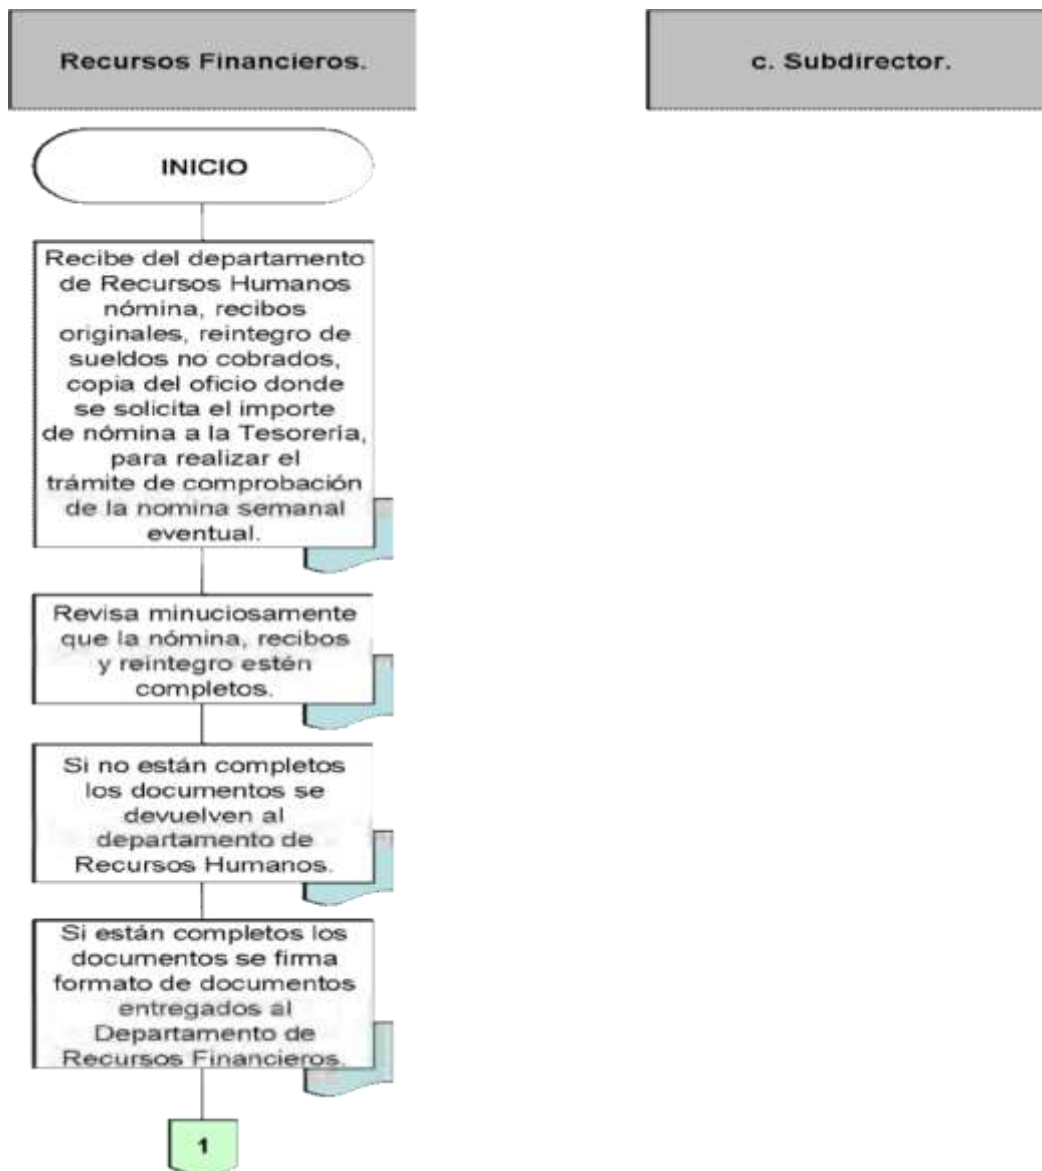 Recursos Financieros.
c. Subdirector.
INICIO
Recibe del departamento
de Recursos Humanos
nómina, recibos
originales, reintegro de
sueldos no cobrados,
copia del oficio donde
se solicita el importe
de nómina a la Tesorería,
para realizar el
trámite de comprobación
de la nomina semanal
eventual.
Revisa minuciosamente
que la nómina, recibos
y reintegro estén
completos.
Si no están completos
los documentos se
devuelven al
departamento de
Recursos Humanos.
Si están completos los
documentos se firma
formato de documentos
entregados al
Departamento de
Recursos Financieros.
1